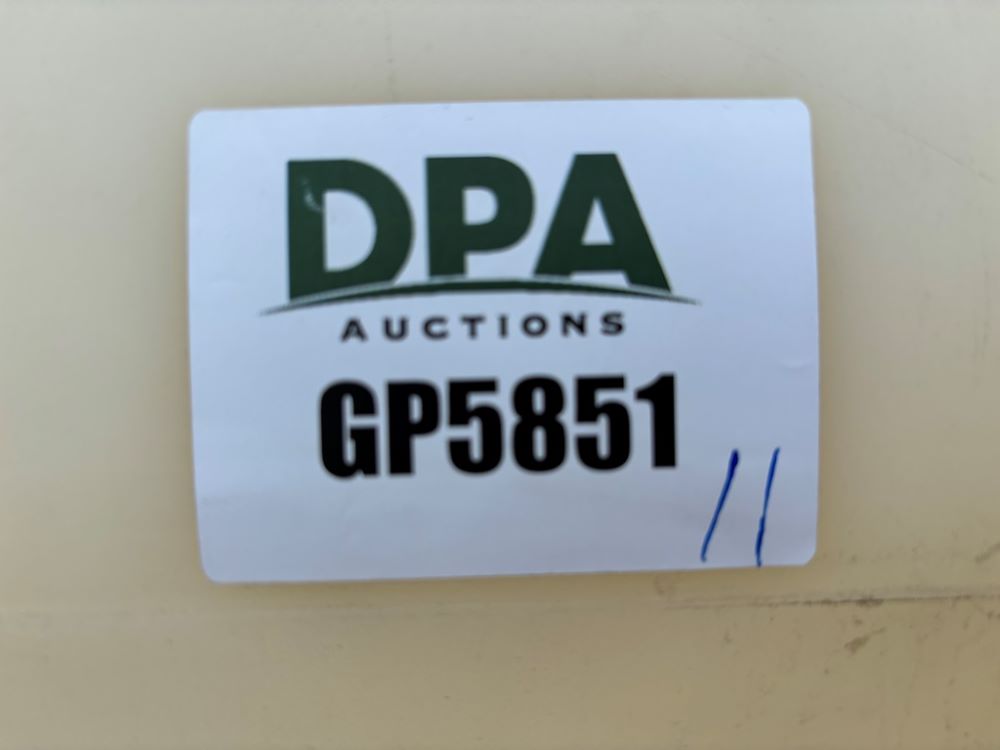 DPA
AUCTIONS
GP5851
11